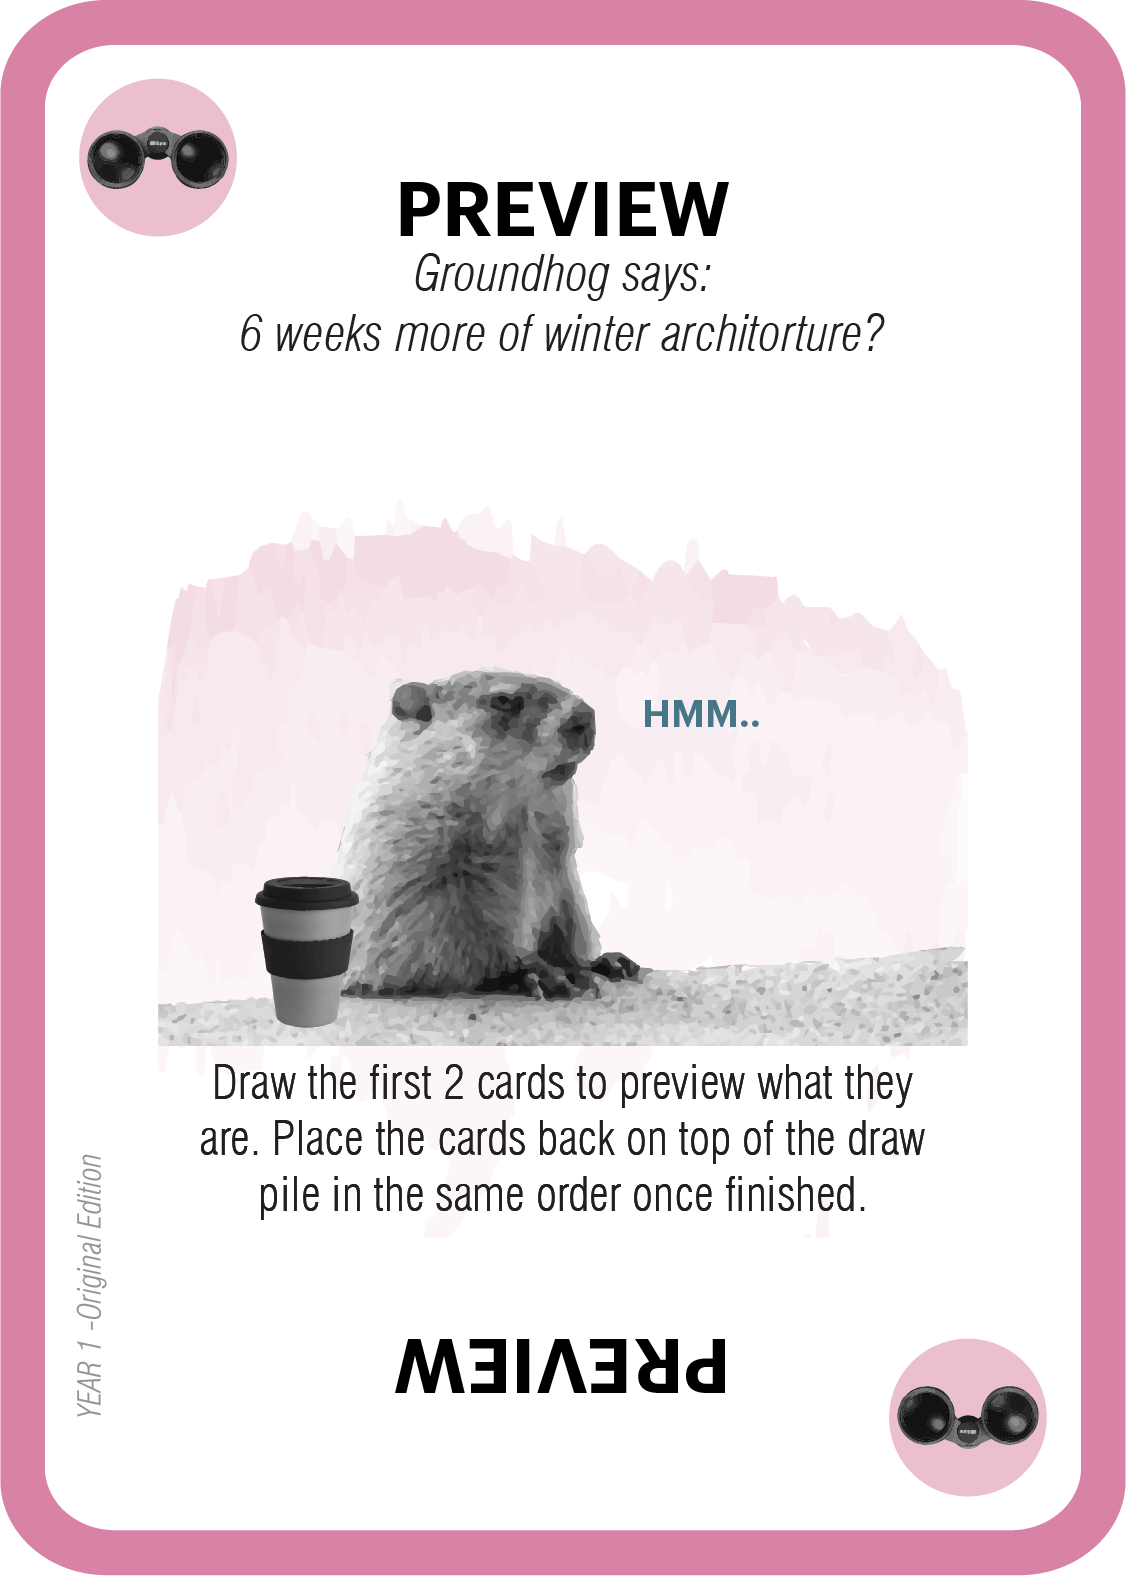 PREVIEW
Groundhog says:
6 weeks more of winter architorture?
HMM..
Draw the first 2 cards to preview what they
are. Place the cards back on top of the draw
pile in the same order once finished.
YEAR 1 -Original Edition
PREVIEW